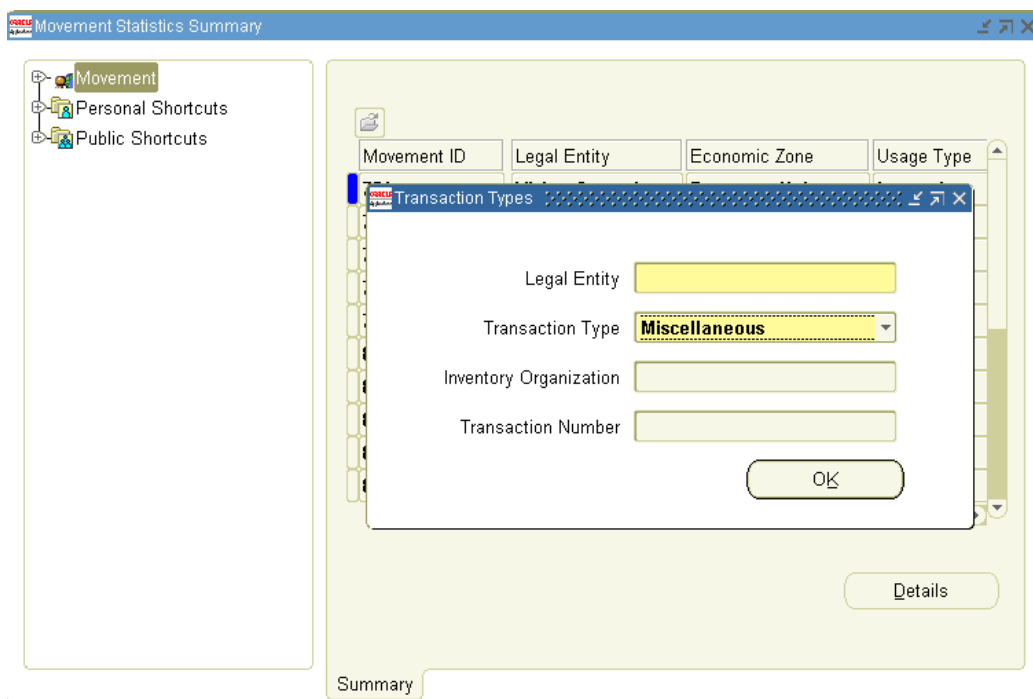 Movement Statistics Summary
Movement
Personal Shortcuts
Public Shortcuts
Movement ID Legal Entity Economic Zone Usage Type
Transaction Types
Legal Entity
Transaction Type Miscellaneous
Inventory Organization
Transaction Number
OK
Details
Summary